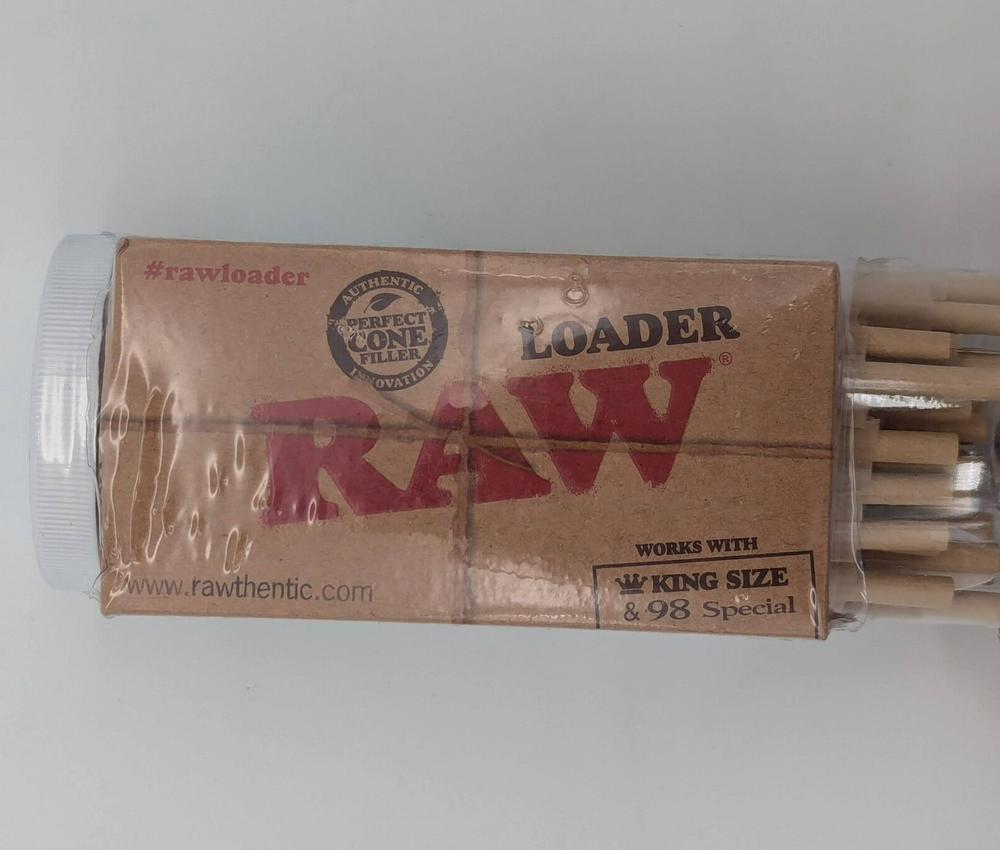 #rawloader
AUTHENTIC
PERFECT
CONE
FILLER
INNOVATION
LOADER
RAW®
WORKS WITH
KING SIZE
& 98 Special
www.rawthentic.com